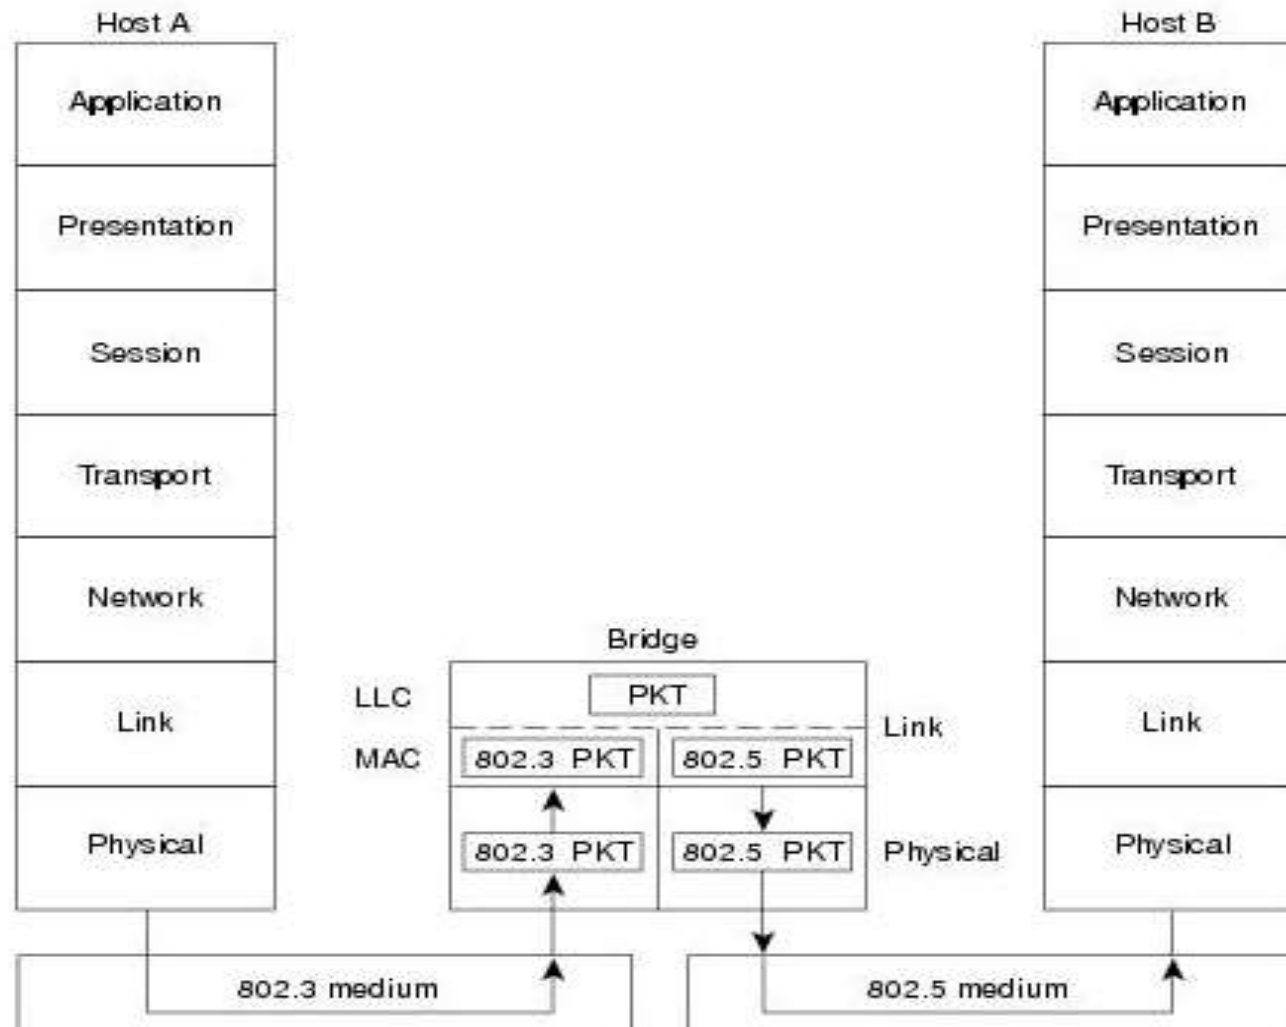 Host A
Host B
Application
Application
Presentation
Presentation
Session
Session
Transport
Transport
Network
Network
Bridge
LLC
PKT
Link
Link
Link
MAC
802.3 PKT
802.5 PKT
Physical
802.3 PKT
802.5 PKT
Physical
Physical
802.3 medium
802.5 medium